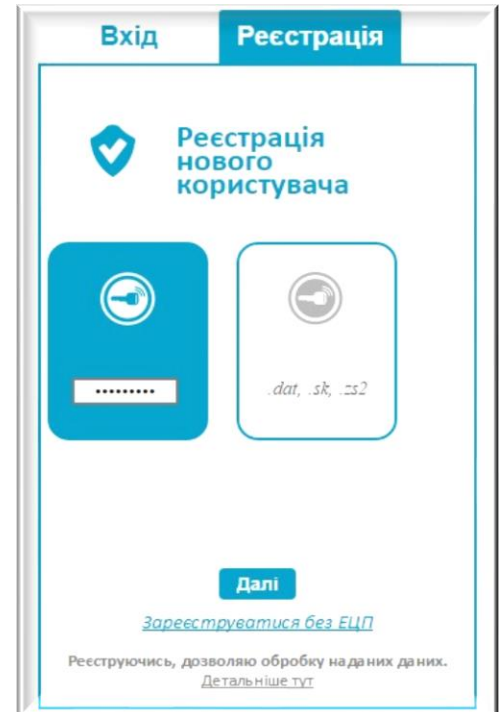 Вхід
Реєстрація
Реєстрація
нового
користувача
•••••••••
.dat, .sk, .zs2
Далі
Зареєструватися без ЕЦП
Реєструючись, дозволяю обробку наданих даних.
Детальніше тут